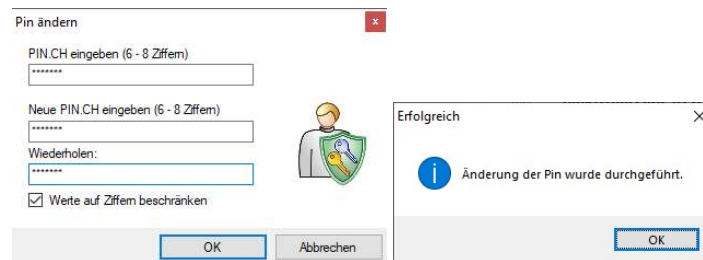 Pin ändern
PIN.CH eingeben (6 - 8 Ziffern)
*******
Neue PIN.CH eingeben (6 - 8 Ziffern)
*******
Wiederholen:
*******
Werte auf Ziffern beschränken
OK
Abbrechen
Erfolgreich
Änderung der Pin wurde durchgeführt.
OK